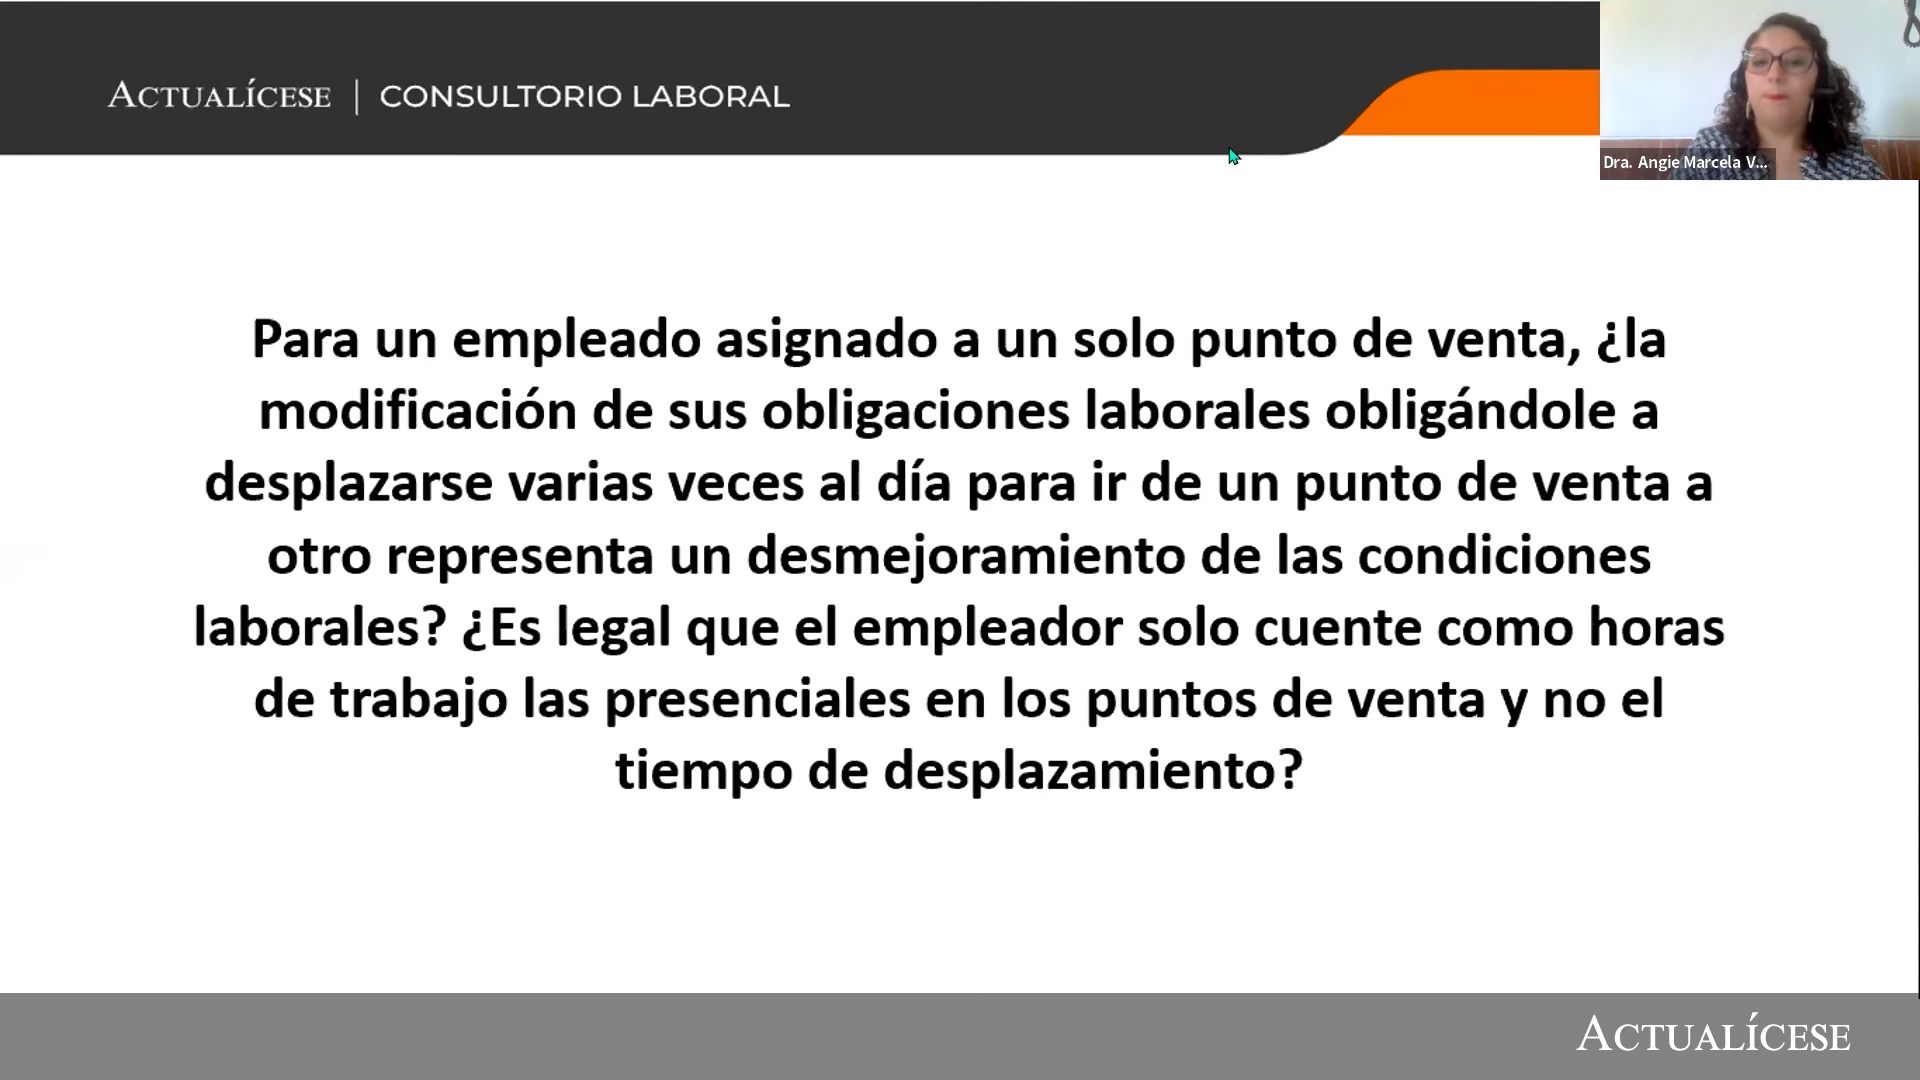 ACTUALÍCESE | CONSULTORIO LABORAL
Dra. Angie Marcela V...
Para un empleado asignado a un solo punto de venta, ¿la
modificación de sus obligaciones laborales obligándole a
desplazarse varias veces al día para ir de un punto de venta a
otro representa un desmejoramiento de las condiciones
laborales? ¿Es legal que el empleador solo cuente como horas
de trabajo las presenciales en los puntos de venta y no el
tiempo de desplazamiento?
ACTUALÍCESE